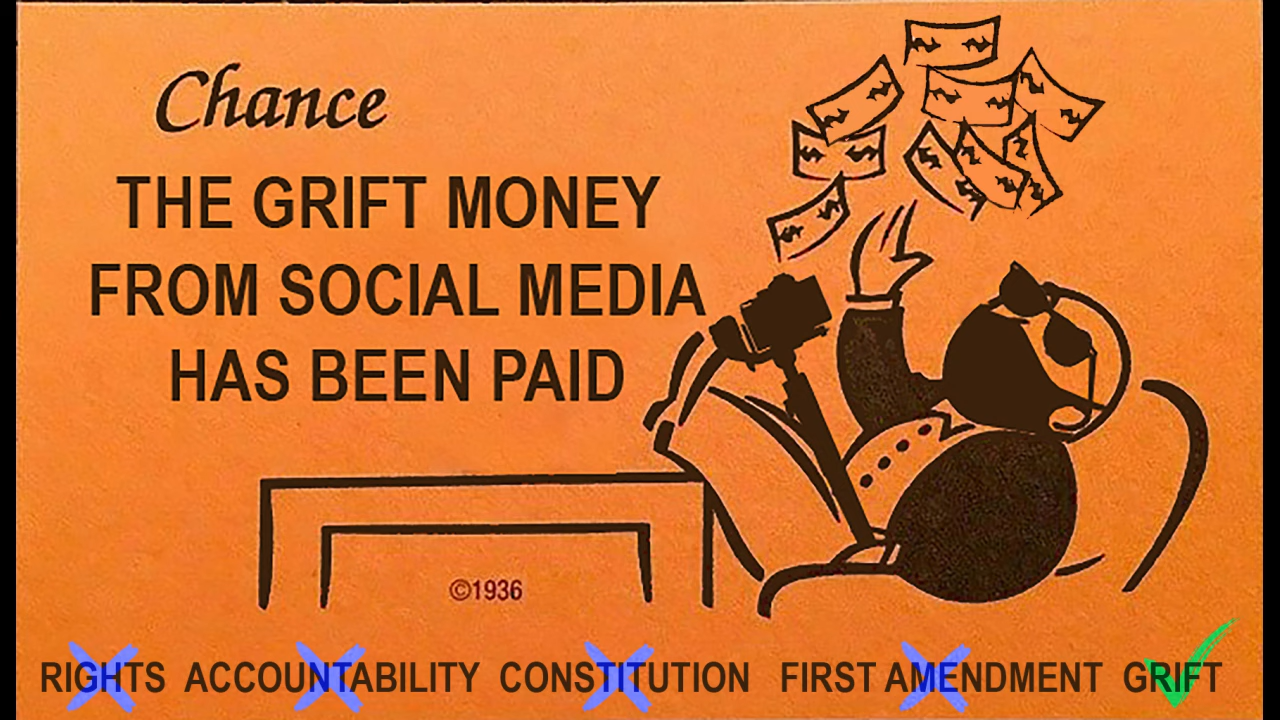 Chance
THE GRIFT MONEY
FROM SOCIAL MEDIA
HAS BEEN PAID
©1936
RIGHTS ACCOUNTABILITY CONSTITUTION FIRST AMENDMENT GRIFT